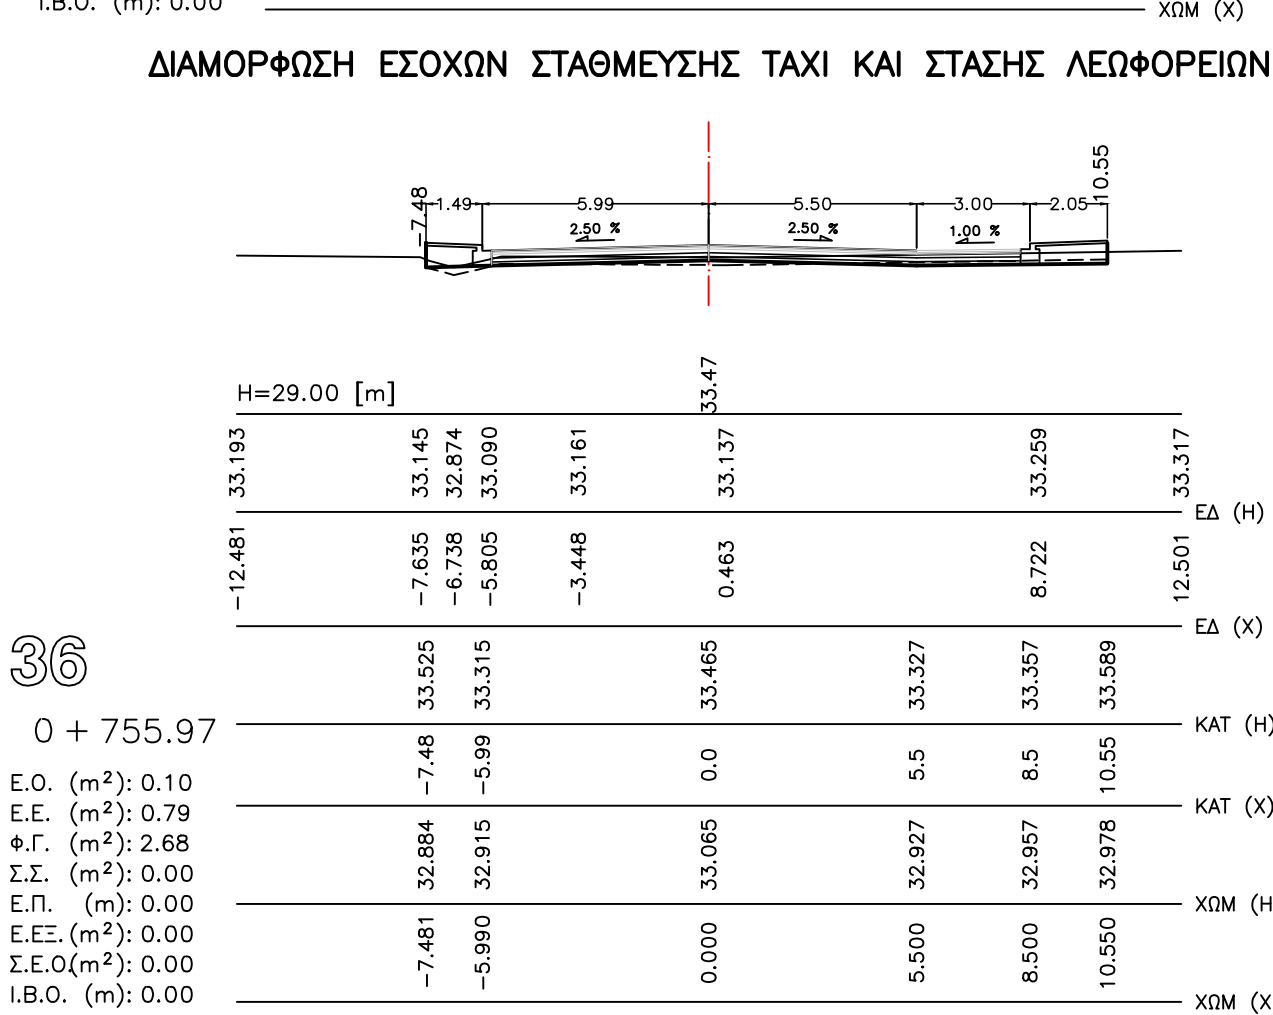 Ι.Β.Ο. (m): 0.00
ΧΩΜ (Χ)
ΔΙΑΜΟΡΦΩΣΗ ΕΣΟΧΩΝ ΣΤΑΘΜΕΥΣΗΣ ΤΑΧΙ ΚΑΙ ΣΤΑΣΗΣ ΛΕΩΦΟΡΕΙΩΝ
-7.48 1.49 5.99 5.50 3.00 2.05 10.55
2.50 % 2.50 % 1.00 %
33.47
H=29.00 [m]
33.193 33.145 32.874 33.090 33.161 33.137 33.259 33.317
ΕΔ (Η)
-12.481 -7.635 -6.738 -5.805 -3.448 0.463 8.722 12.501
ΕΔ (Χ)
36
33.525 33.315 33.465 33.327 33.357 33.589
0 + 755.97
ΚΑΤ (Η)
-7.48 -5.99 0.0 5.5 8.5 10.55
ΚΑΤ (Χ)
Ε.Ο. (m²): 0.10
Ε.Ε. (m²): 0.79
Φ.Γ. (m²): 2.68
Σ.Σ. (m²): 0.00
Ε.Π. (m): 0.00
Ε.ΕΞ.(m²): 0.00
Σ.Ε.Ο.(m²): 0.00
Ι.Β.Ο. (m): 0.00
32.884 32.915 33.065 32.927 32.957 32.978
ΧΩΜ (Η
-7.481 -5.990 0.000 5.500 8.500 10.550
ΧΩΜ (Χ